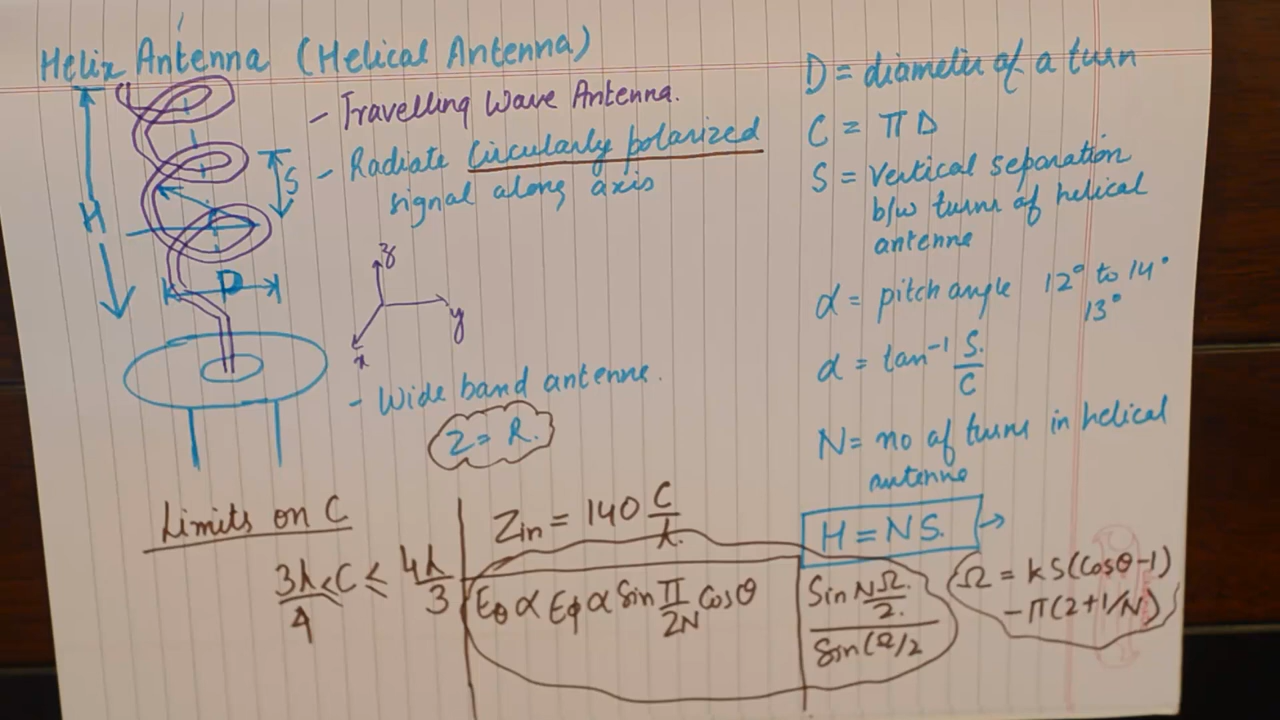 Helix Antenna (Helical Antenna)
H
S
D
z
y
x
- Travelling Wave Antenna.
- Radiate Circularly polarized
signal along axis
- Wide band antenne.
Z = R.
D = diameter of a turn
C = π D
S = vertical separation
b/w turns of helical
antenne
α = pitch angle 12° to 14°
13°
α = tan⁻¹ S/C
N = no of turns in helical
antenne
H = NS. →
Limits on C
3λ/4 ≤ C ≤ 4λ/3
Zin = 140 C/λ.
Eθ α Eφ α Sin π/2N Cosθ
Sin NΩ/2. / Sin(Ω/2
Ω = kS(Cosθ-1)
- π(2+1/N)